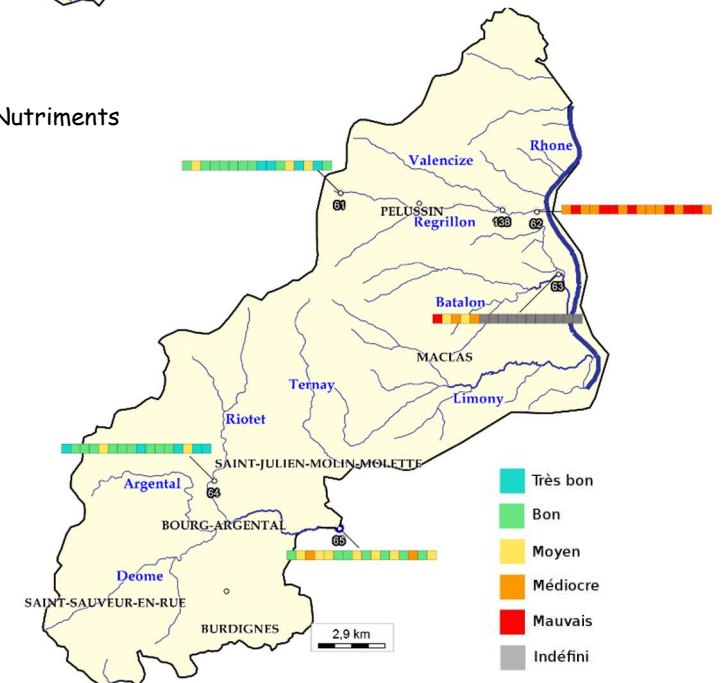 Nutriments
Rhone
Valencize
61
PELUSSIN
Regrillon
138
62
63
Batalon
MACLAS
Ternay
Limony
Riotet
SAINT-JULIEN-MOLIN-MOLETTE
Argental
64
BOURG-ARGENTAL
65
Deome
SAINT-SAUVEUR-EN-RUE
BURDIGNES
2,9 km
Très bon
Bon
Moyen
Médiocre
Mauvais
Indéfini